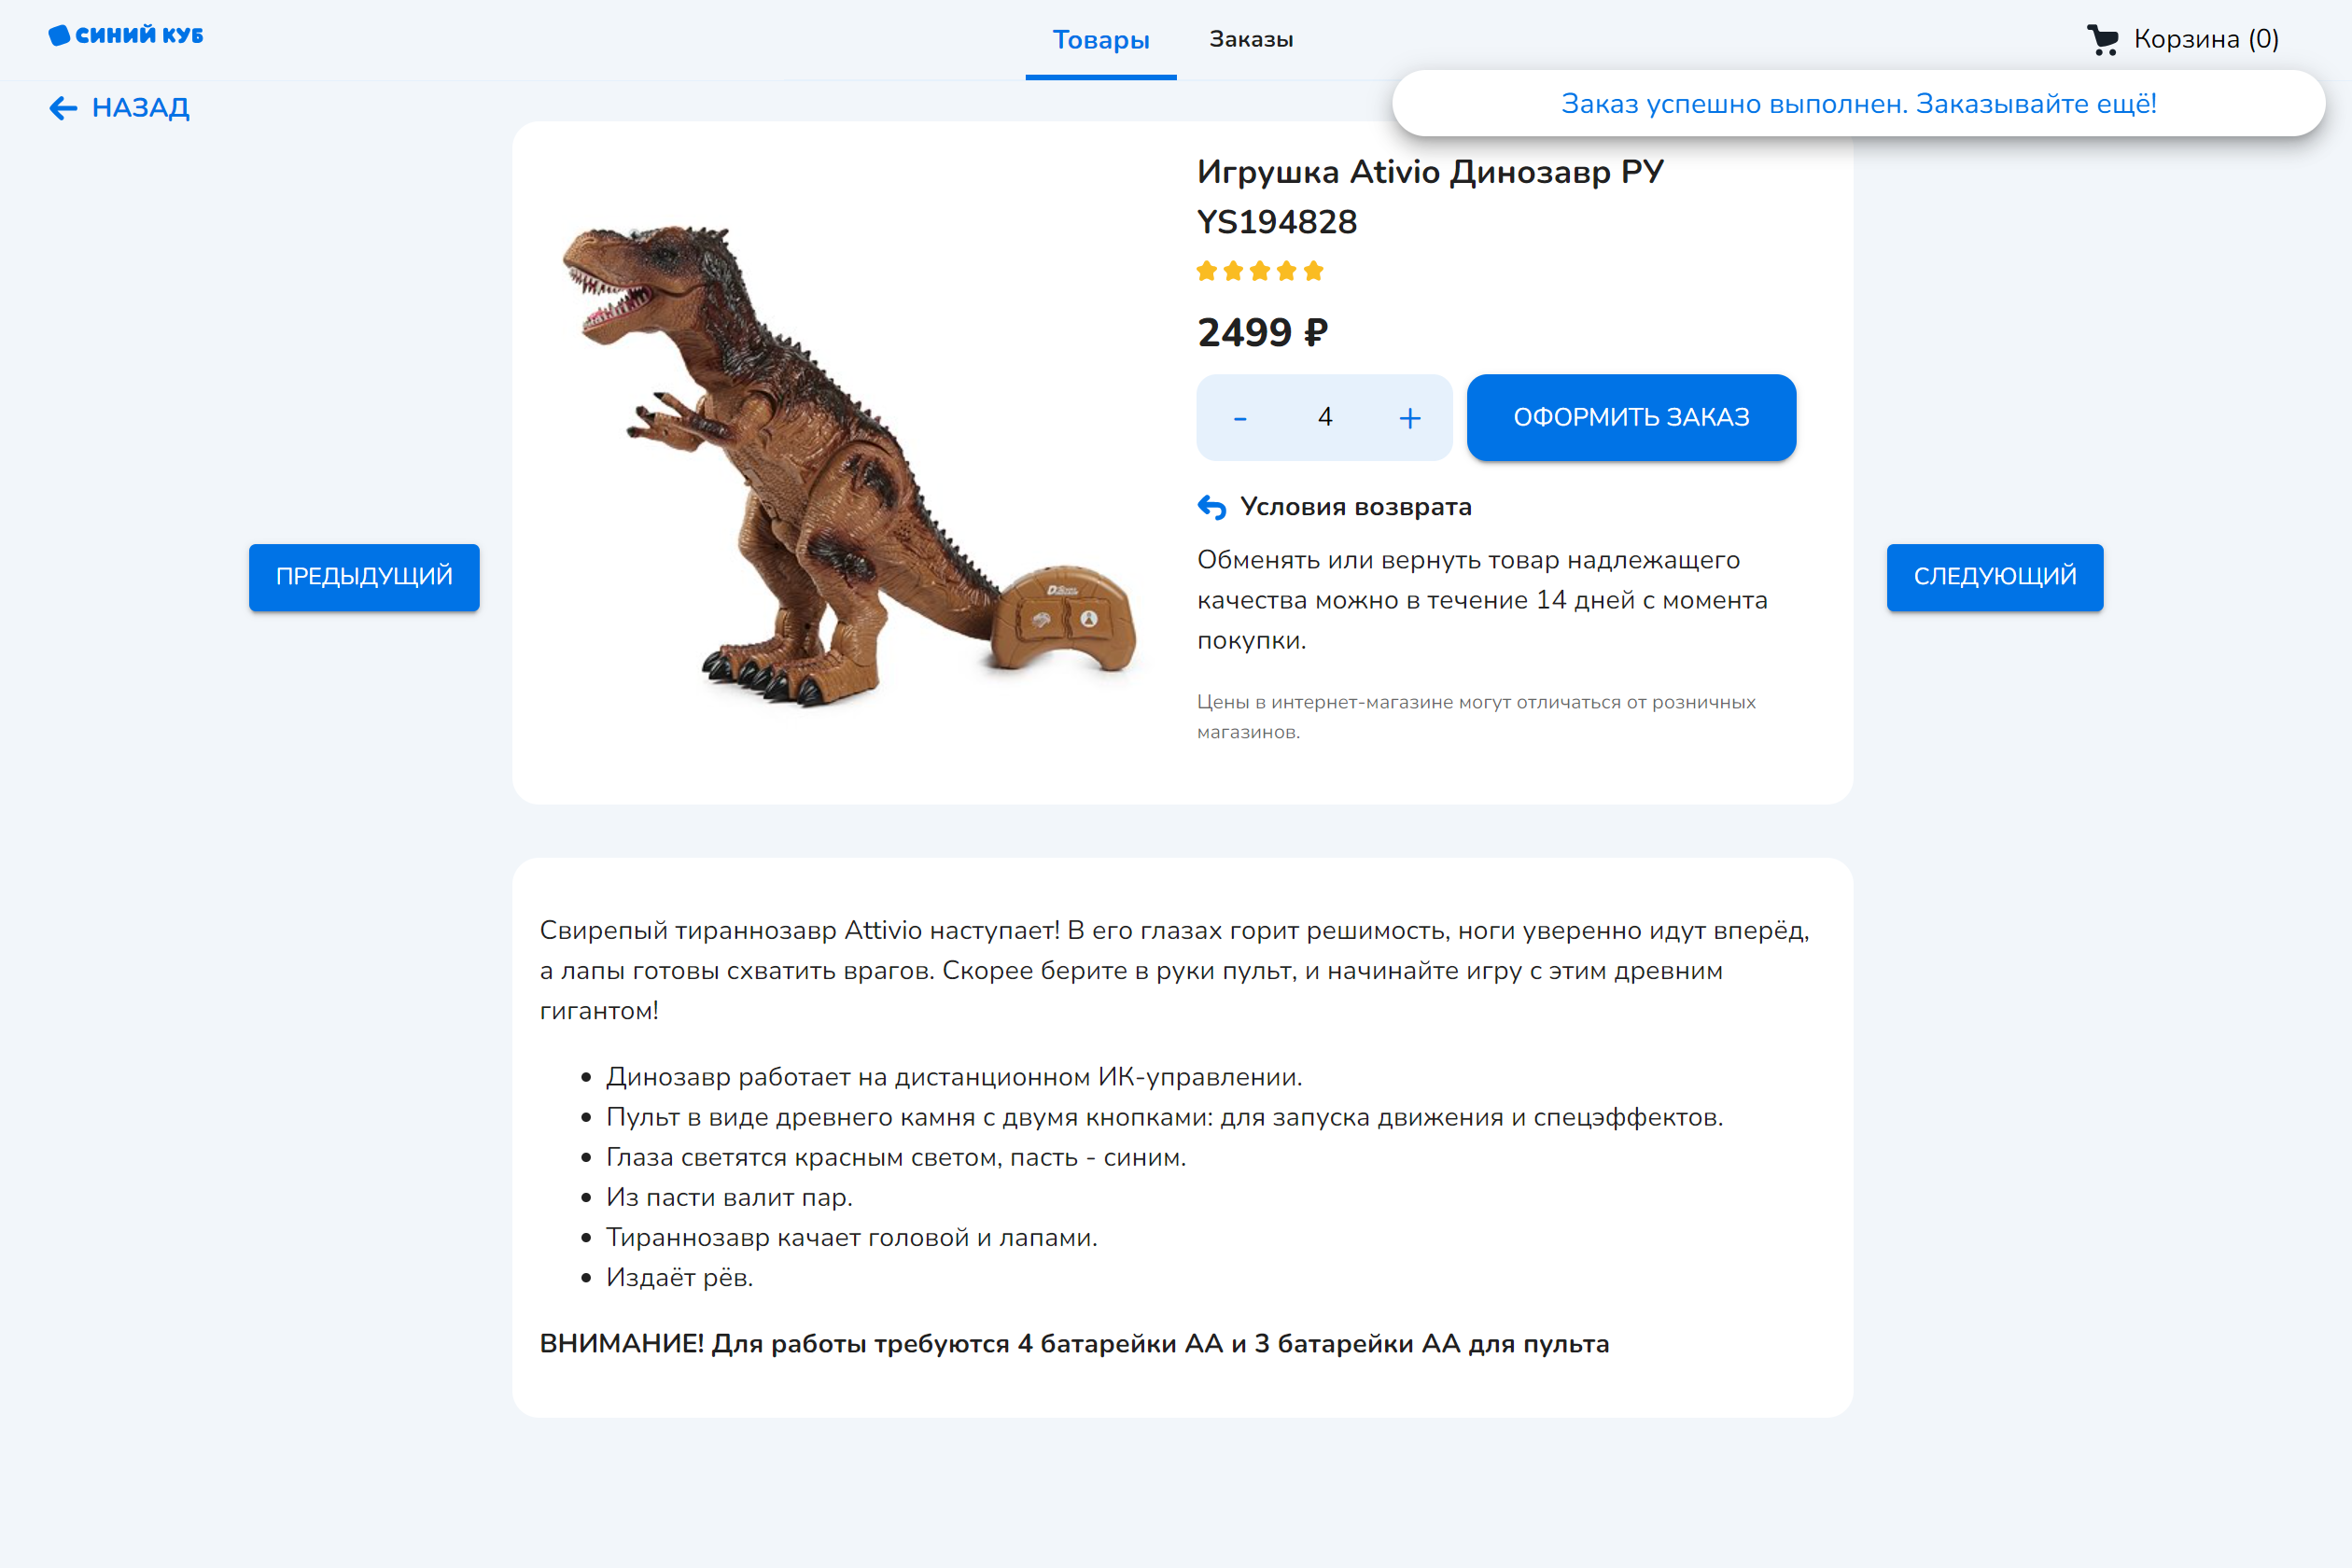 СИНИЙ КУБ
Товары
Заказы
Корзина (0)
НАЗАД
Заказ успешно выполнен. Заказывайте ещё!
Игрушка Ativio Динозавр РУ
YS194828
2499 ₽
- 4 +
ОФОРМИТЬ ЗАКАЗ
Условия возврата
Обменять или вернуть товар надлежащего
качества можно в течение 14 дней с момента
покупки.
Цены в интернет-магазине могут отличаться от розничных
магазинов.
ПРЕДЫДУЩИЙ
СЛЕДУЮЩИЙ
Свирепый тираннозавр Attivio наступает! В его глазах горит решимость, ноги уверенно идут вперёд,
а лапы готовы схватить врагов. Скорее берите в руки пульт, и начинайте игру с этим древним
гигантом!
• Динозавр работает на дистанционном ИК-управлении.
• Пульт в виде древнего камня с двумя кнопками: для запуска движения и спецэффектов.
• Глаза светятся красным светом, пасть - синим.
• Из пасти валит пар.
• Тираннозавр качает головой и лапами.
• Издаёт рёв.
ВНИМАНИЕ! Для работы требуются 4 батарейки АА и 3 батарейки АА для пульта